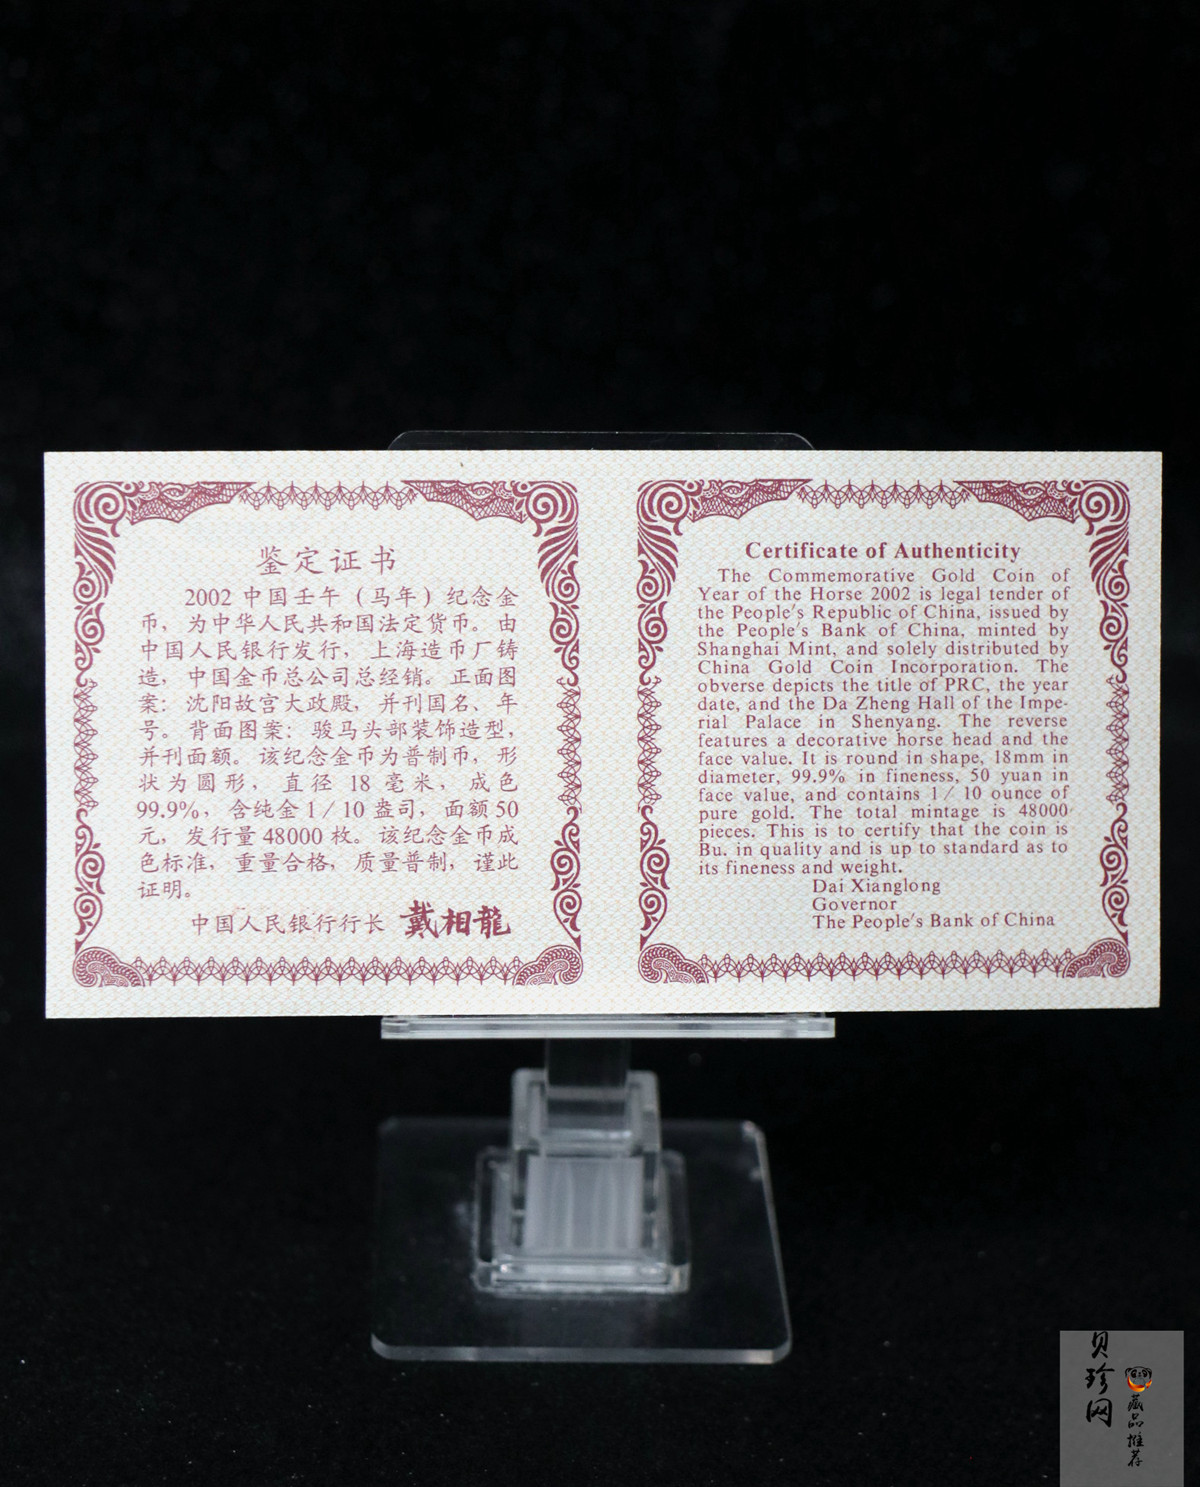 鉴定证书
2002 中国壬午（马年）纪念金
币，为中华人民共和国法定货币。由
中国人民银行发行，上海造币厂铸
造，中国金币总公司总经销。正面图
案：沈阳故宫大政殿，并刊国名、年
号。背面图案：骏马头部装饰造型，
并刊面额。该纪念金币为普制币，形
状为圆形，直径 18 毫米，成色
99.9%，含纯金 1 / 10 盎司，面额 50
元，发行量 48000 枚。该纪念金币成
色标准，重量合格，质量普制，谨此
证明。
中国人民银行行长 戴相龍
Certificate of Authenticity
The Commemorative Gold Coin of
Year of the Horse 2002 is legal tender of
the People's Republic of China, issued by
the People's Bank of China, minted by
Shanghai Mint, and solely distributed by
China Gold Coin Incorporation. The
obverse depicts the title of PRC, the year
date, and the Da Zheng Hall of the Impe-
rial Palace in Shenyang. The reverse
features a decorative horse head and the
face value. It is round in shape, 18mm in
diameter, 99.9% in fineness, 50 yuan in
face value, and contains 1 / 10 ounce of
pure gold. The total mintage is 48000
pieces. This is to certify that the coin is
Bu. in quality and is up to standard as to
its fineness and weight.
Dai Xianglong
Governor
The People's Bank of China
贝珍网
藏品推荐